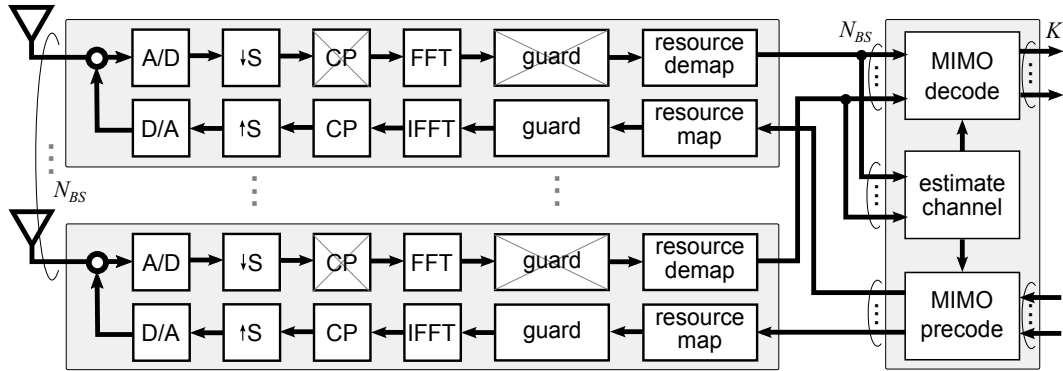 N_BS
K
A/D ↓S CP FFT guard resource demap
MIMO decode
D/A ↑S CP IFFT guard resource map
N_BS
estimate channel
A/D ↓S CP FFT guard resource demap
MIMO precode
D/A ↑S CP IFFT guard resource map